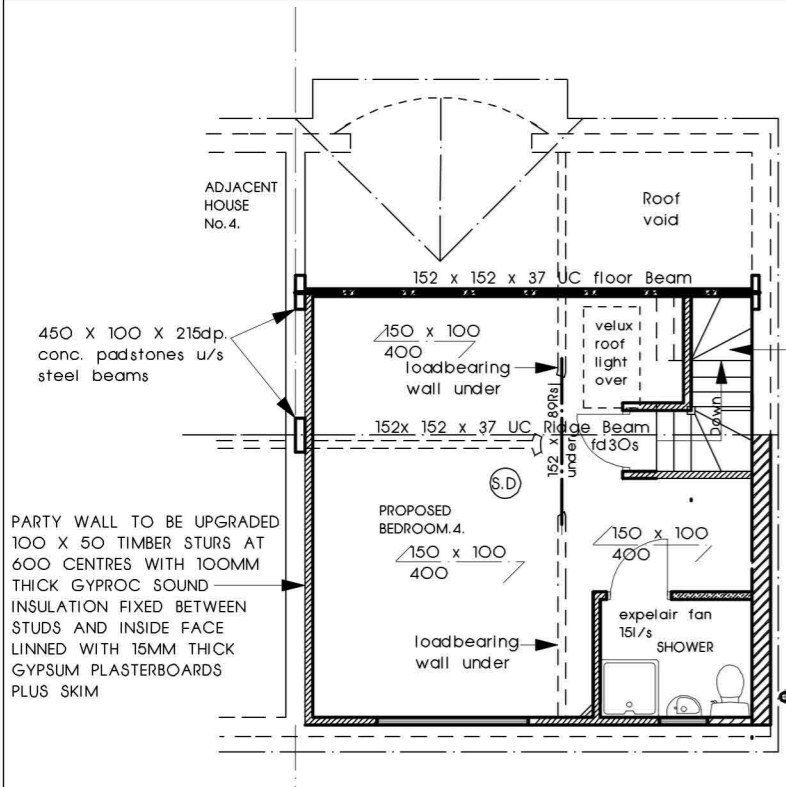 ADJACENT
HOUSE
No.4.
Roof
void
152 x 152 x 37 UC floor Beam
450 X 100 X 215dp.
conc. padstones u/s
steel beams
150 x 100
400
loadbearing
wall under
velux
roof
light
over
Down
152x 152 x 37 UC Ridge Beam
fd30s
152 x 89RSJ
under
S.D
PROPOSED
BEDROOM.4.
150 x 100
400
150 x 100
400
PARTY WALL TO BE UPGRADED
100 X 50 TIMBER STURS AT
600 CENTRES WITH 100MM
THICK GYPROC SOUND
INSULATION FIXED BETWEEN
STUDS AND INSIDE FACE
LINNED WITH 15MM THICK
GYPSUM PLASTERBOARDS
PLUS SKIM
expelair fan
15l/s
SHOWER
loadbearing
wall under